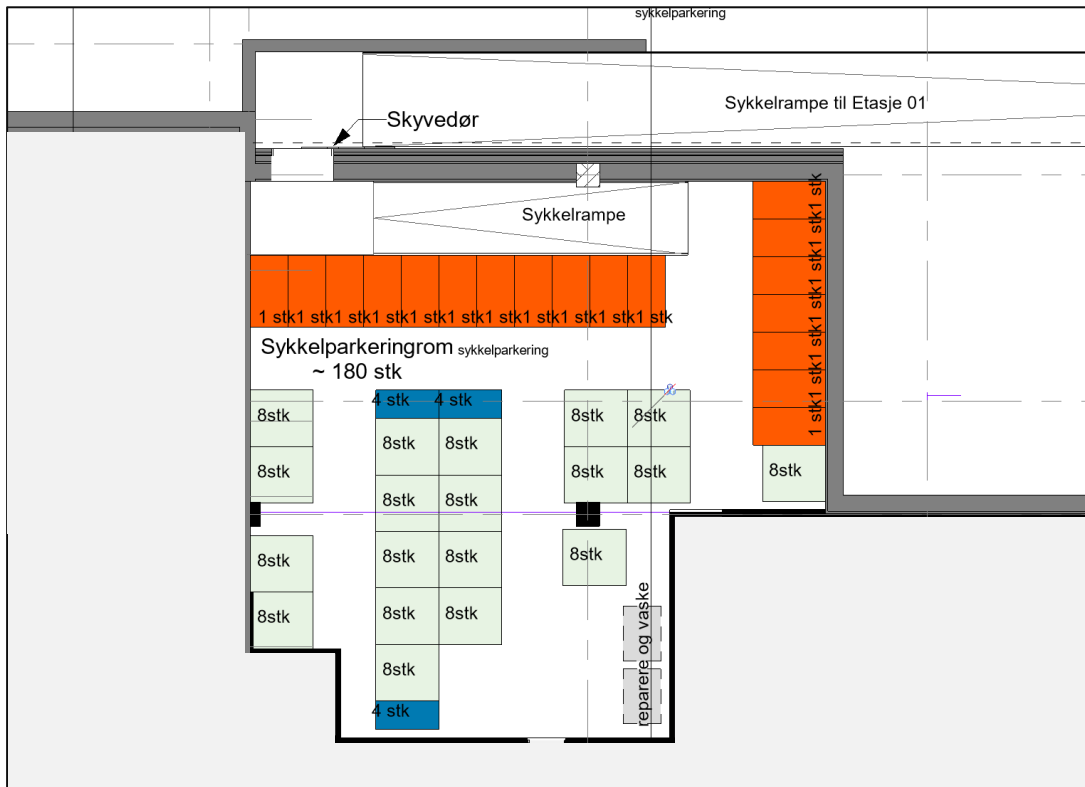 sykkelparkering
Sykkelrampe til Etasje 01
Skyvedør
Sykkelrampe
1 stk1 stk1 stk1 stk1 stk1 stk1 stk
1 stk1 stk1 stk1 stk1 stk1 stk1 stk1 stk1 stk1 stk1 stk
Sykkelparkeringrom sykkelparkering
~ 180 stk
4 stk 4 stk
8stk 8stk 8stk
8stk 8stk
8stk 8stk 8stk 8stk
8stk 8stk
8stk 8stk 8stk 8stk
8stk 8stk 8stk
8stk
4 stk
reparere og vaske